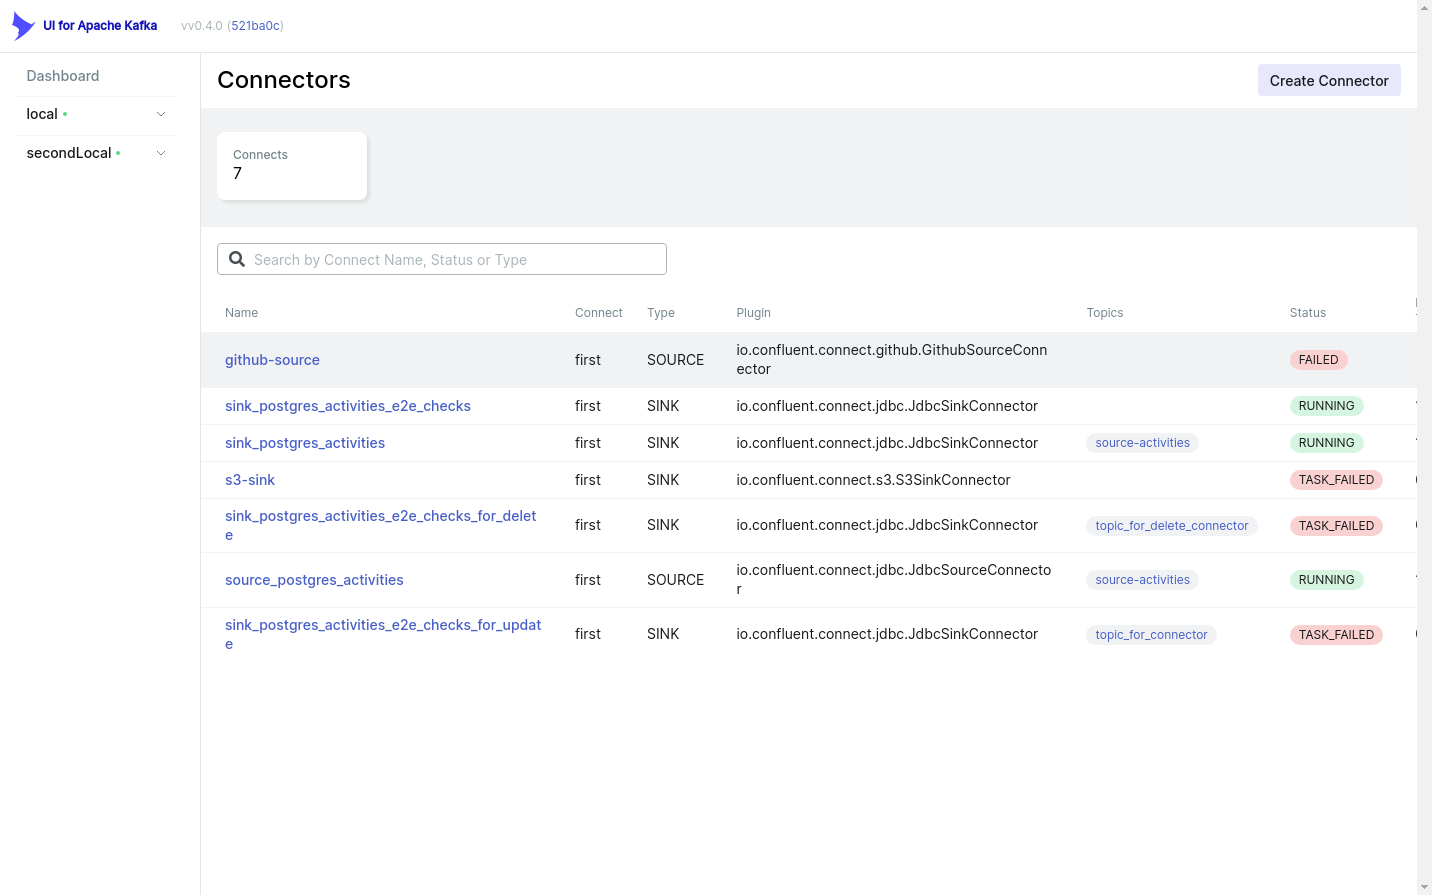 UI for Apache Kafka
vv0.4.0 (521ba0c)
Dashboard
local
secondLocal
Connectors
Create Connector
Connects
7
Search by Connect Name, Status or Type
Name Connect Type Plugin Topics Status
github-source first SOURCE io.confluent.connect.github.GithubSourceConn
ector FAILED
sink_postgres_activities_e2e_checks first SINK io.confluent.connect.jdbc.JdbcSinkConnector RUNNING
sink_postgres_activities first SINK io.confluent.connect.jdbc.JdbcSinkConnector source-activities RUNNING
s3-sink first SINK io.confluent.connect.s3.S3SinkConnector TASK_FAILED
sink_postgres_activities_e2e_checks_for_delet
e first SINK io.confluent.connect.jdbc.JdbcSinkConnector topic_for_delete_connector TASK_FAILED
source_postgres_activities first SOURCE io.confluent.connect.jdbc.JdbcSourceConnecto
r source-activities RUNNING
sink_postgres_activities_e2e_checks_for_updat
e first SINK io.confluent.connect.jdbc.JdbcSinkConnector topic_for_connector TASK_FAILED